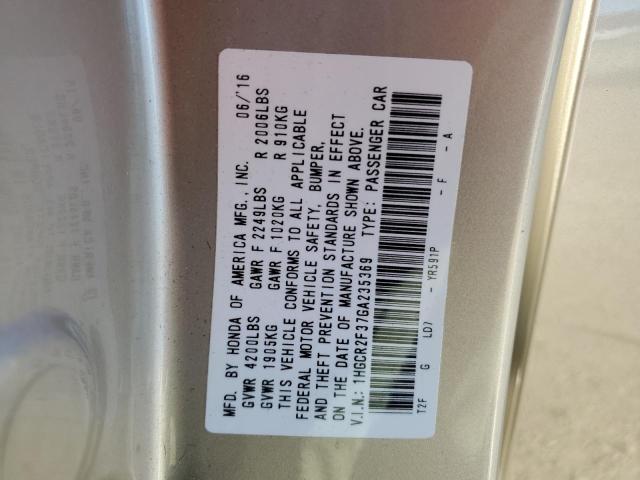 MFD. BY HONDA OF AMERICA MFG., INC. 06/'16
GVWR 4200LBS GAWR F 2249LBS R 2006LBS
GVWR 1905KG GAWR F 1020KG R 910KG
THIS VEHICLE CONFORMS TO ALL APPLICABLE
FEDERAL MOTOR VEHICLE SAFETY, BUMPER,
AND THEFT PREVENTION STANDARDS IN EFFECT
ON THE DATE OF MANUFACTURE SHOWN ABOVE.
V.I.N.: 1HGCR2F37GA235369 TYPE: PASSENGER CAR
T2F G LD7 - YR591P - F - A